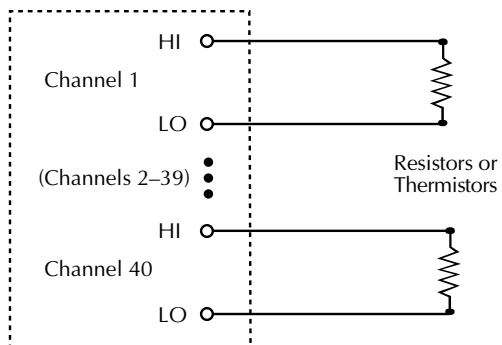 HI
Channel 1
LO
(Channels 2–39)
Resistors or
Thermistors
HI
Channel 40
LO